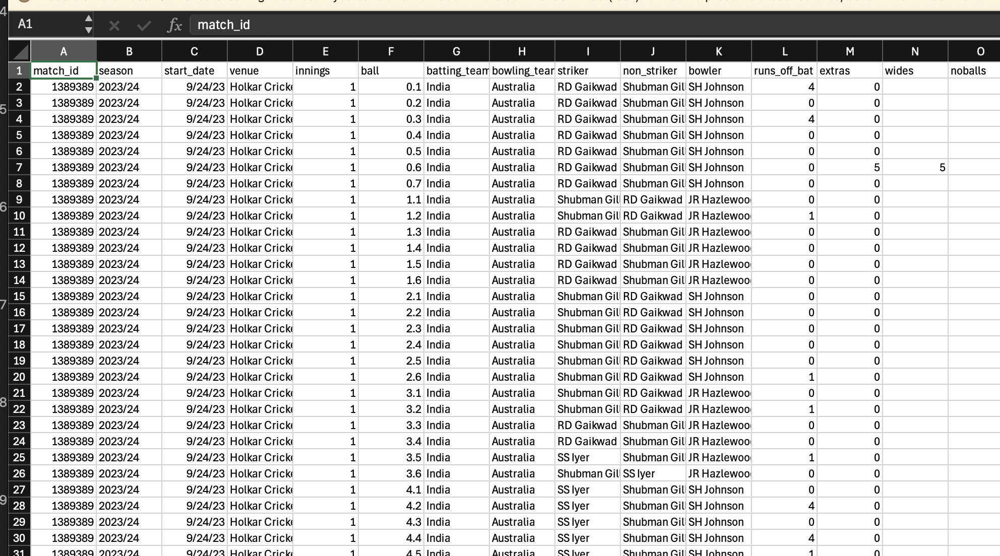 A1 fx match_id
A B C D E F G H I J K L M N O
1 match_id season start_date venue innings ball batting_team bowling_tear striker non_striker bowler runs_off_bat extras wides noballs
2 1389389 2023/24 9/24/23 Holkar Cricke 1 0.1 India Australia RD Gaikwad Shubman Gil SH Johnson 4 0
3 1389389 2023/24 9/24/23 Holkar Cricke 1 0.2 India Australia RD Gaikwad Shubman Gil SH Johnson 0 0
4 1389389 2023/24 9/24/23 Holkar Cricke 1 0.3 India Australia RD Gaikwad Shubman Gil SH Johnson 4 0
5 1389389 2023/24 9/24/23 Holkar Cricke 1 0.4 India Australia RD Gaikwad Shubman Gil SH Johnson 0 0
6 1389389 2023/24 9/24/23 Holkar Cricke 1 0.5 India Australia RD Gaikwad Shubman Gil SH Johnson 0 0
7 1389389 2023/24 9/24/23 Holkar Cricke 1 0.6 India Australia RD Gaikwad Shubman Gil SH Johnson 0 5 5
8 1389389 2023/24 9/24/23 Holkar Cricke 1 0.7 India Australia RD Gaikwad Shubman Gil SH Johnson 0 0
9 1389389 2023/24 9/24/23 Holkar Cricke 1 1.1 India Australia Shubman Gil RD Gaikwad JR Hazlewoo 0 0
10 1389389 2023/24 9/24/23 Holkar Cricke 1 1.2 India Australia Shubman Gil RD Gaikwad JR Hazlewoo 1 0
11 1389389 2023/24 9/24/23 Holkar Cricke 1 1.3 India Australia RD Gaikwad Shubman Gil JR Hazlewoo 0 0
12 1389389 2023/24 9/24/23 Holkar Cricke 1 1.4 India Australia RD Gaikwad Shubman Gil JR Hazlewoo 0 0
13 1389389 2023/24 9/24/23 Holkar Cricke 1 1.5 India Australia RD Gaikwad Shubman Gil JR Hazlewoo 0 0
14 1389389 2023/24 9/24/23 Holkar Cricke 1 1.6 India Australia RD Gaikwad Shubman Gil JR Hazlewoo 0 0
15 1389389 2023/24 9/24/23 Holkar Cricke 1 2.1 India Australia Shubman Gil RD Gaikwad SH Johnson 0 0
16 1389389 2023/24 9/24/23 Holkar Cricke 1 2.2 India Australia Shubman Gil RD Gaikwad SH Johnson 0 0
17 1389389 2023/24 9/24/23 Holkar Cricke 1 2.3 India Australia Shubman Gil RD Gaikwad SH Johnson 0 0
18 1389389 2023/24 9/24/23 Holkar Cricke 1 2.4 India Australia Shubman Gil RD Gaikwad SH Johnson 0 0
19 1389389 2023/24 9/24/23 Holkar Cricke 1 2.5 India Australia Shubman Gil RD Gaikwad SH Johnson 0 0
20 1389389 2023/24 9/24/23 Holkar Cricke 1 2.6 India Australia Shubman Gil RD Gaikwad SH Johnson 1 0
21 1389389 2023/24 9/24/23 Holkar Cricke 1 3.1 India Australia Shubman Gil RD Gaikwad JR Hazlewoo 0 0
22 1389389 2023/24 9/24/23 Holkar Cricke 1 3.2 India Australia Shubman Gil RD Gaikwad JR Hazlewoo 1 0
23 1389389 2023/24 9/24/23 Holkar Cricke 1 3.3 India Australia RD Gaikwad Shubman Gil JR Hazlewoo 0 0
24 1389389 2023/24 9/24/23 Holkar Cricke 1 3.4 India Australia RD Gaikwad Shubman Gil JR Hazlewoo 0 0
25 1389389 2023/24 9/24/23 Holkar Cricke 1 3.5 India Australia SS Iyer Shubman Gil JR Hazlewoo 1 0
26 1389389 2023/24 9/24/23 Holkar Cricke 1 3.6 India Australia Shubman Gil SS Iyer JR Hazlewoo 0 0
27 1389389 2023/24 9/24/23 Holkar Cricke 1 4.1 India Australia SS Iyer Shubman Gil SH Johnson 0 0
28 1389389 2023/24 9/24/23 Holkar Cricke 1 4.2 India Australia SS Iyer Shubman Gil SH Johnson 4 0
29 1389389 2023/24 9/24/23 Holkar Cricke 1 4.3 India Australia SS Iyer Shubman Gil SH Johnson 0 0
30 1389389 2023/24 9/24/23 Holkar Cricke 1 4.4 India Australia SS Iyer Shubman Gil SH Johnson 4 0
31 1389389 2023/24 9/24/23 Holkar Cricke 1 4.5 India Australia SS Iyer Shubman Gil SH Johnson 1 0